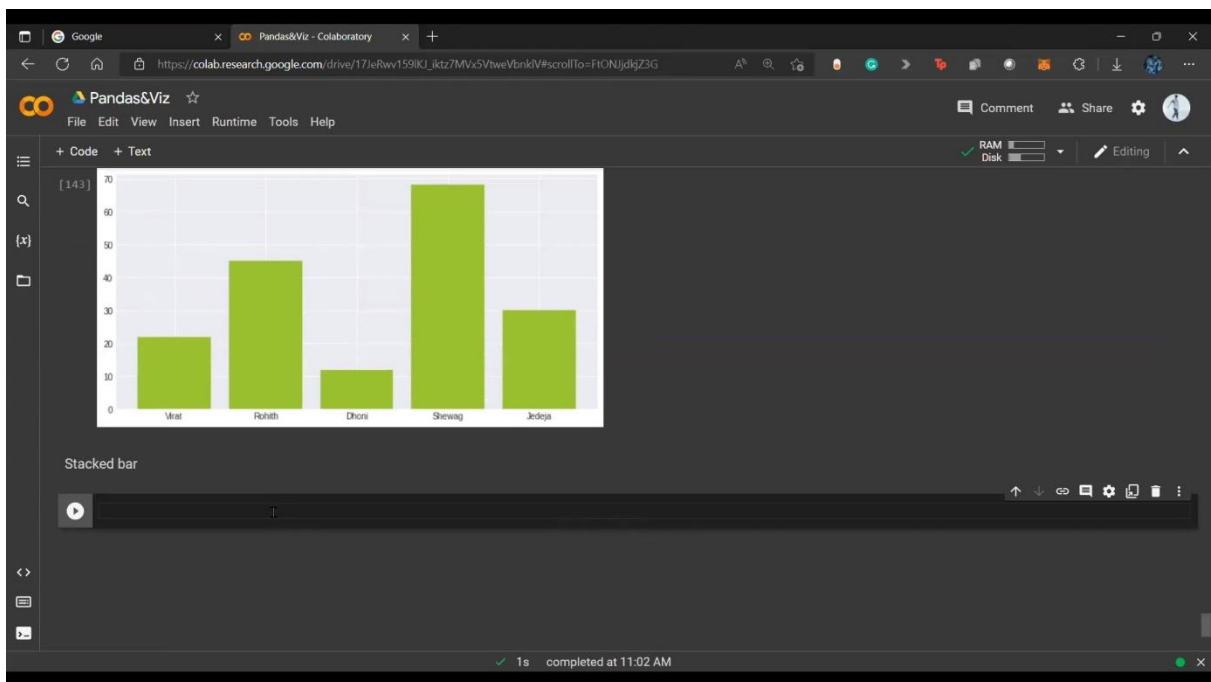 Google
Pandas&Viz - Colaboratory
https://colab.research.google.com/drive/17JeRwv159lKJ_iktz7MVx5VtweVbnkIV#scrollTo=FtONJjdkjZ3G
Pandas&Viz
File Edit View Insert Runtime Tools Help
Comment
Share
+ Code + Text
RAM
Disk
Editing
[143]
70
60
50
40
30
20
10
0
Virat Rohith Dhoni Shewag Jedeja
Stacked bar
1s completed at 11:02 AM